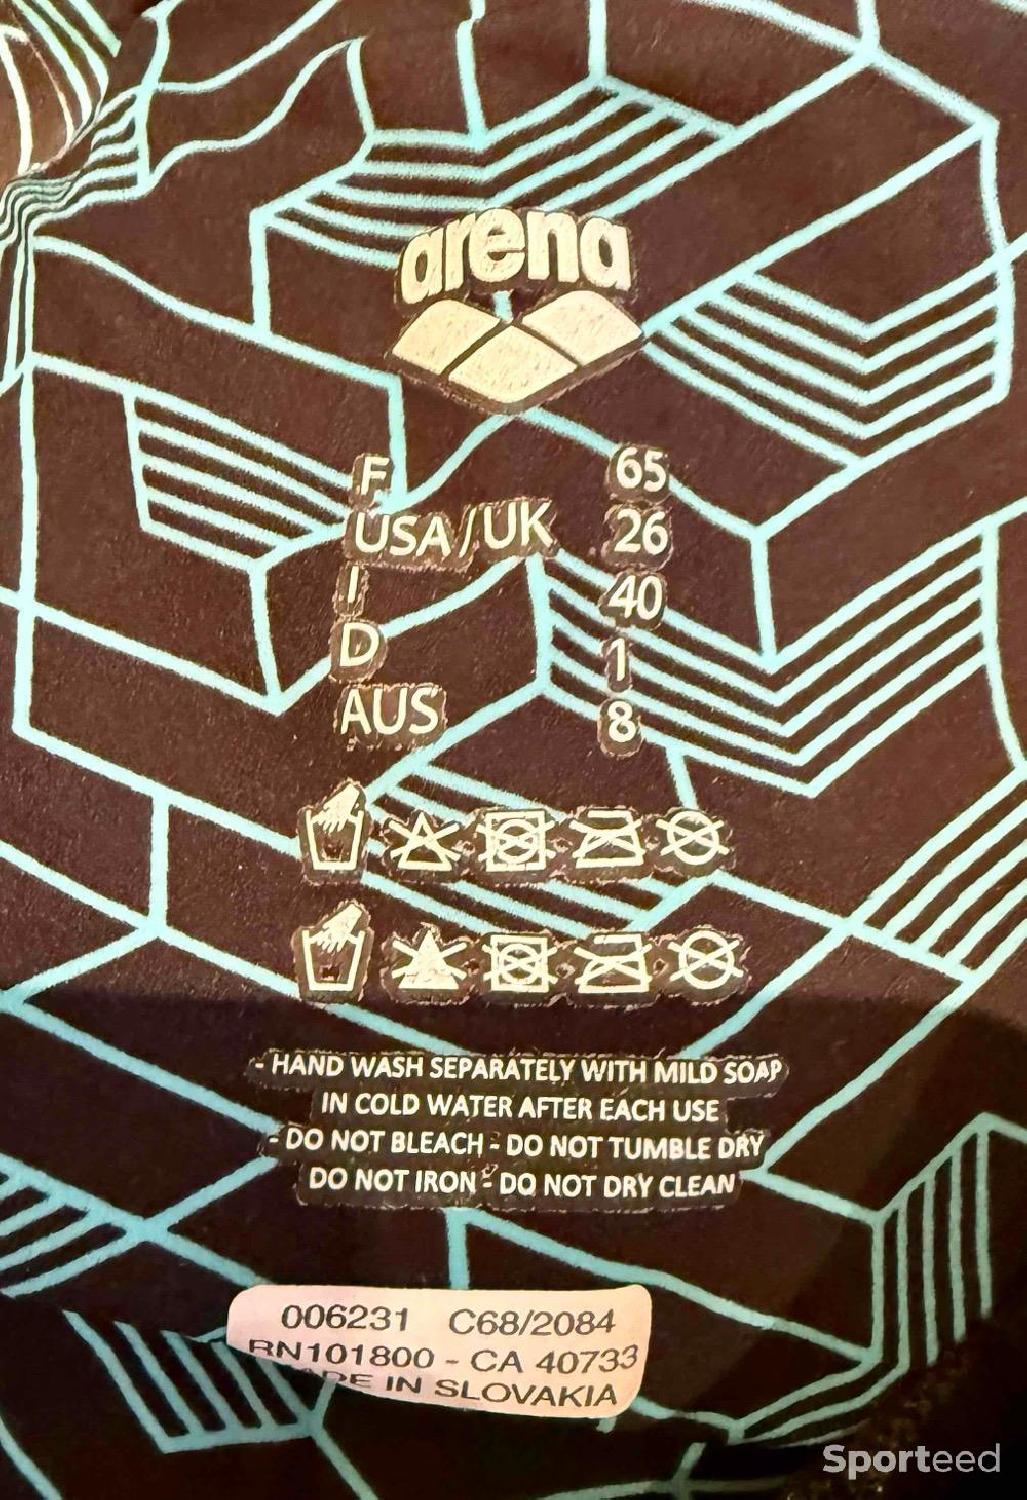 arena
F 65
USA/UK 26
I 40
D 1
AUS 8
- HAND WASH SEPARATELY WITH MILD SOAP
IN COLD WATER AFTER EACH USE
- DO NOT BLEACH - DO NOT TUMBLE DRY
DO NOT IRON - DO NOT DRY CLEAN
006231 C68/2084
RN101800 - CA 40733
MADE IN SLOVAKIA
Sporteed